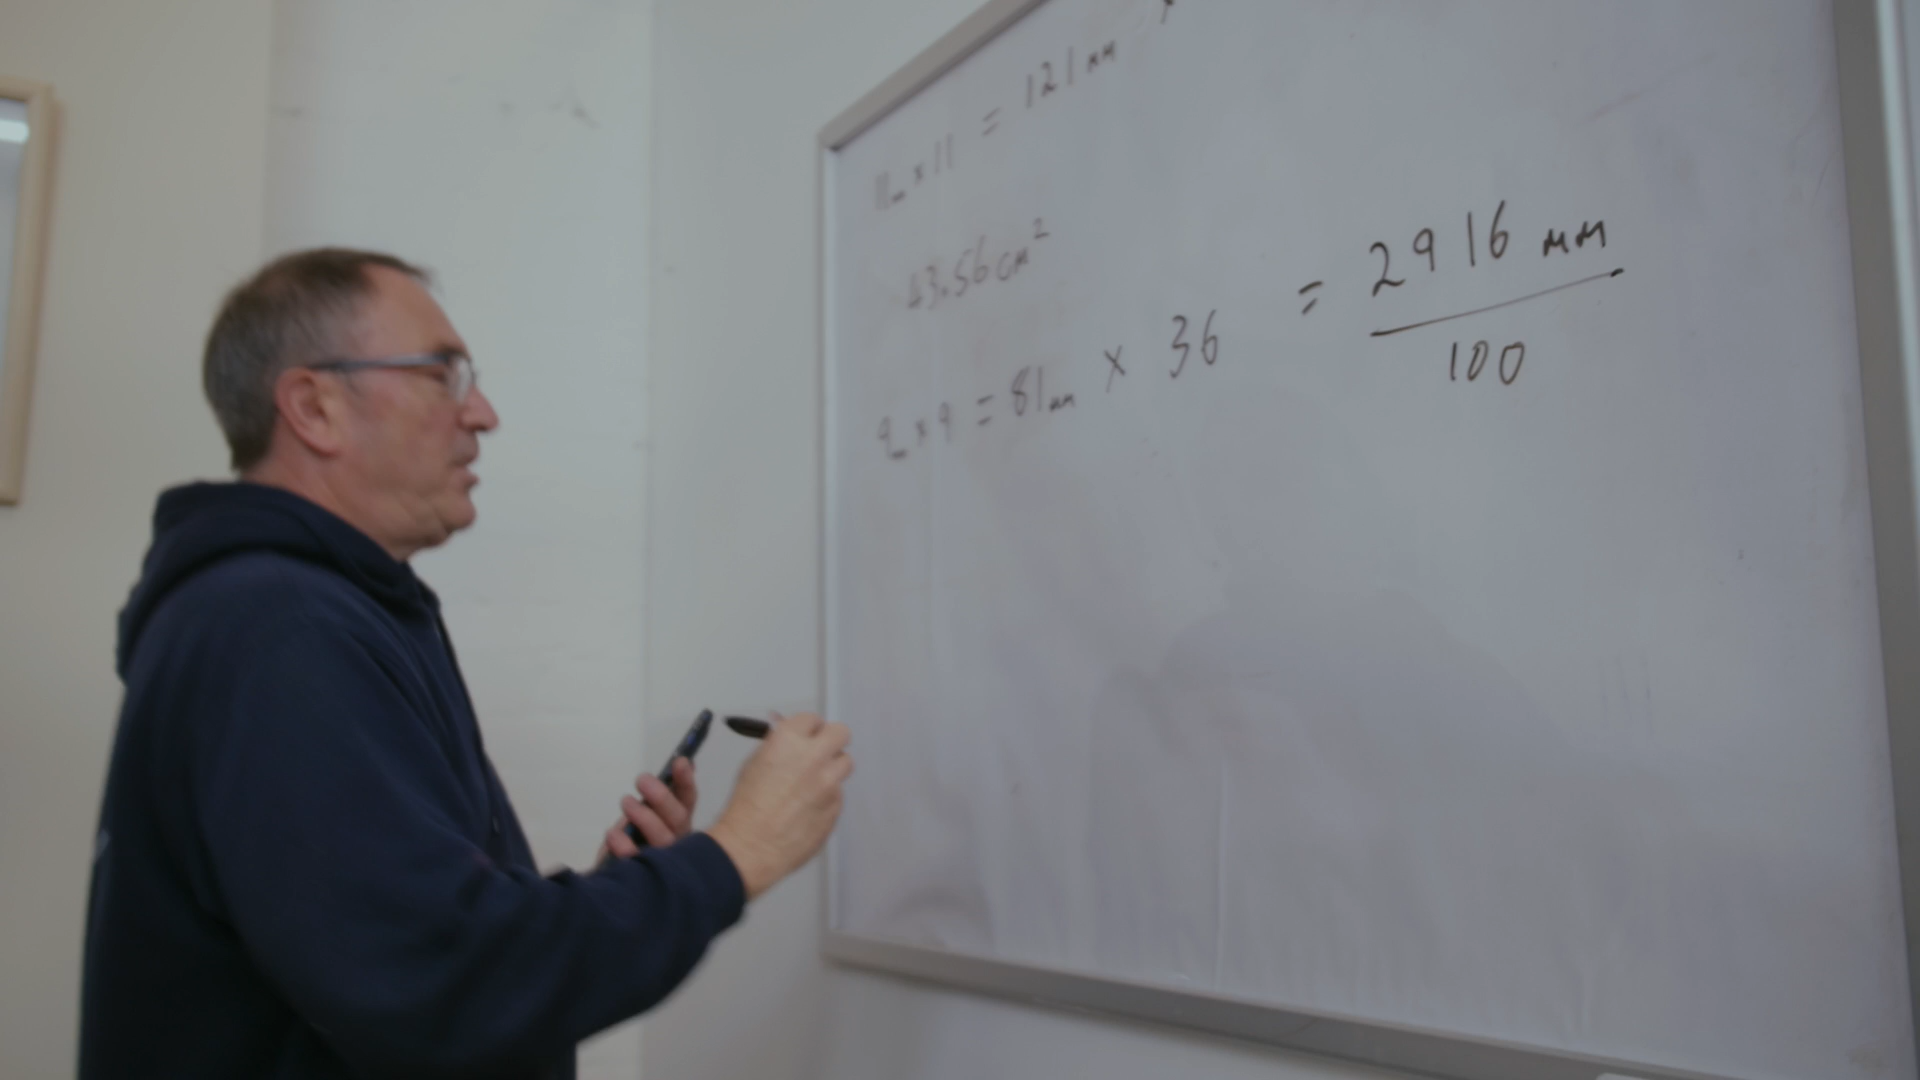 11mm × 11 = 121mm
43.56cm²
9mm × 9 = 81mm × 36 = 2916 mm
100